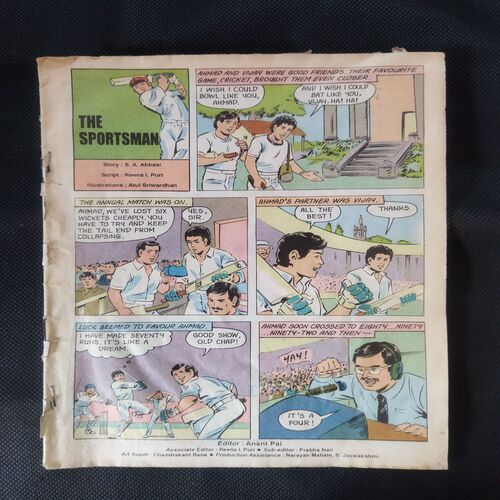 THE
SPORTSMAN
Story : S. A. Abbasi
Script : Reena I. Puri
Illustrations : Atul Sriwardhan
AHMAD AND VIJAY WERE GOOD FRIENDS. THEIR FAVOURITE
GAME, CRICKET, BROUGHT THEM EVEN CLOSER.
I WISH I COULD
BOWL LIKE YOU,
AHMAD.
AND I WISH I COULD
BAT LIKE YOU,
VIJAY. HA! HA!
THE ANNUAL MATCH WAS ON.
AHMAD, WE'VE LOST SIX
WICKETS CHEAPLY, YOU
HAVE TO TRY AND KEEP
THE TAIL END FROM
COLLAPSING.
YES,
SIR.
AHMAD'S PARTNER WAS VIJAY.
ALL THE
BEST!
THANKS.
LUCK SEEMED TO FAVOUR AHMAD.
I HAVE MADE SEVENTY
RUNS. IT'S LIKE A
DREAM.
GOOD SHOW,
OLD CHAP!
AHMAD SOON CROSSED TO EIGHTY...NINETY
...NINETY-TWO AND THEN —
YAY!
IT'S A
FOUR!
Editor : Anant Pai
Associate Editor : Reena I. Puri • Sub-editor : Prabha Nair
Art Supdt : Chandrakant Rane • Production Assistance : Narayan Mahale, B. Jayalakshmi